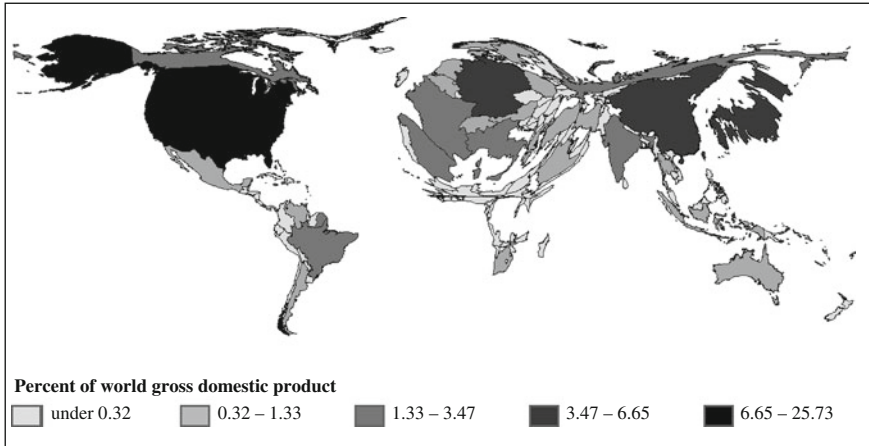 Percent of world gross domestic product
under 0.32 0.32 – 1.33 1.33 – 3.47 3.47 – 6.65 6.65 – 25.73